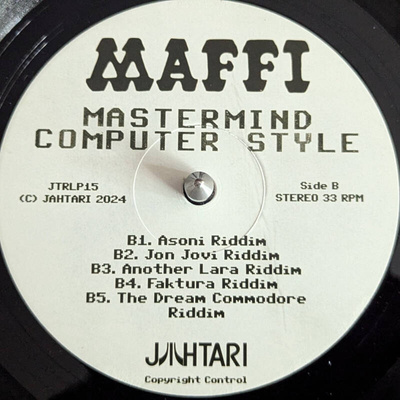 MAFFI
MASTERMIND
COMPUTER STYLE
JTRLP15
(C) JAHTARI 2024
Side B
STEREO 33 RPM
B1. Asoni Riddim
B2. Jon Jovi Riddim
B3. Another Lara Riddim
B4. Faktura Riddim
B5. The Dream Commodore
Riddim
JAHTARI
Copyright Control